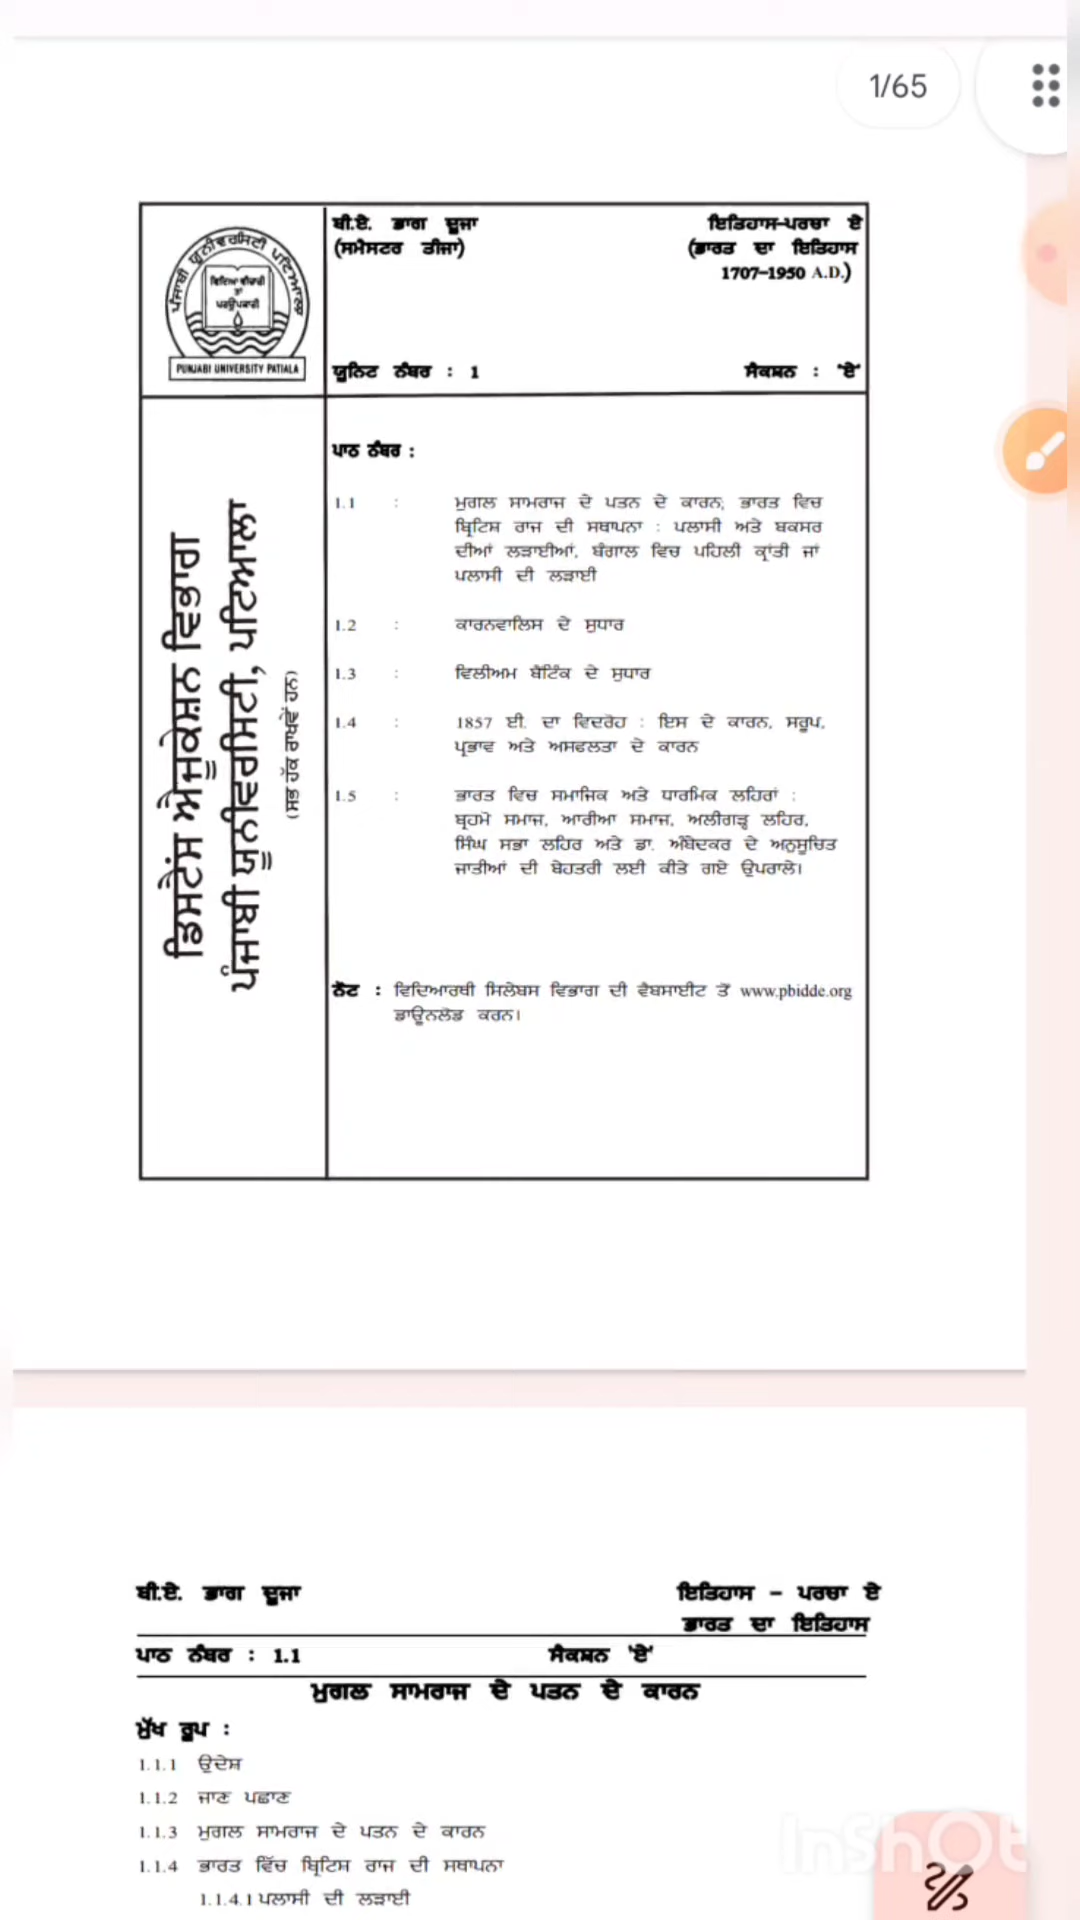 1/65
ਬੀ.ਏ. ਭਾਗ ਦੂਜਾ
(ਸਮੈਸਟਰ ਤੀਜਾ)
ਇਤਿਹਾਸ-ਪਰਚਾ ਏ
(ਭਾਰਤ ਦਾ ਇਤਿਹਾਸ
1707-1950 A.D.)
ਪੰਜਾਬੀ ਯੂਨੀਵਰਸਿਟੀ ਪਟਿਆਲਾ
ਵਿਦਿਆ ਵੀਚਾਰੀ
ਤਾਂ
ਪਰਉਪਕਾਰੀ
PUNJABI UNIVERSITY PATIALA
ਯੂਨਿਟ ਨੰਬਰ : 1
ਸੈਕਸ਼ਨ : 'ਏ'
ਡਿਸਟੈਂਸ ਐਜੂਕੇਸ਼ਨ ਵਿਭਾਗ
ਪੰਜਾਬੀ ਯੂਨੀਵਰਸਿਟੀ, ਪਟਿਆਲਾ
(ਸਭ ਹੱਕ ਰਾਖਵੇਂ ਹਨ)
ਪਾਠ ਨੰਬਰ :
1.1 : ਮੁਗਲ ਸਾਮਰਾਜ ਦੇ ਪਤਨ ਦੇ ਕਾਰਨ; ਭਾਰਤ ਵਿਚ
ਬ੍ਰਿਟਿਸ਼ ਰਾਜ ਦੀ ਸਥਾਪਨਾ : ਪਲਾਸੀ ਅਤੇ ਬਕਸਰ
ਦੀਆਂ ਲੜਾਈਆਂ, ਬੰਗਾਲ ਵਿਚ ਪਹਿਲੀ ਕ੍ਰਾਂਤੀ ਜਾਂ
ਪਲਾਸੀ ਦੀ ਲੜਾਈ
1.2 : ਕਾਰਨਵਾਲਿਸ ਦੇ ਸੁਧਾਰ
1.3 : ਵਿਲੀਅਮ ਬੈਂਟਿੰਕ ਦੇ ਸੁਧਾਰ
1.4 : 1857 ਈ. ਦਾ ਵਿਦਰੋਹ : ਇਸ ਦੇ ਕਾਰਨ, ਸਰੂਪ,
ਪ੍ਰਭਾਵ ਅਤੇ ਅਸਫਲਤਾ ਦੇ ਕਾਰਨ
1.5 : ਭਾਰਤ ਵਿਚ ਸਮਾਜਿਕ ਅਤੇ ਧਾਰਮਿਕ ਲਹਿਰਾਂ :
ਬ੍ਰਹਮੋ ਸਮਾਜ, ਆਰੀਆ ਸਮਾਜ, ਅਲੀਗੜ੍ਹ ਲਹਿਰ,
ਸਿੰਘ ਸਭਾ ਲਹਿਰ ਅਤੇ ਡਾ. ਅੰਬੇਦਕਰ ਦੇ ਅਨੁਸੂਚਿਤ
ਜਾਤੀਆਂ ਦੀ ਬੇਹਤਰੀ ਲਈ ਕੀਤੇ ਗਏ ਉਪਰਾਲੇ।
ਨੋਟ : ਵਿਦਿਆਰਥੀ ਸਿਲੇਬਸ ਵਿਭਾਗ ਦੀ ਵੈਬਸਾਈਟ ਤੋਂ www.pbidde.org
ਡਾਊਨਲੋਡ ਕਰਨ।
ਬੀ.ਏ. ਭਾਗ ਦੂਜਾ
ਇਤਿਹਾਸ - ਪਰਚਾ ਏ
ਭਾਰਤ ਦਾ ਇਤਿਹਾਸ
ਪਾਠ ਨੰਬਰ : 1.1 ਸੈਕਸ਼ਨ 'ਏ'
ਮੁਗਲ ਸਾਮਰਾਜ ਦੇ ਪਤਨ ਦੇ ਕਾਰਨ
ਮੁੱਖ ਰੂਪ :
1.1.1 ਉਦੇਸ਼
1.1.2 ਜਾਣ ਪਛਾਣ
1.1.3 ਮੁਗਲ ਸਾਮਰਾਜ ਦੇ ਪਤਨ ਦੇ ਕਾਰਨ
1.1.4 ਭਾਰਤ ਵਿੱਚ ਬ੍ਰਿਟਿਸ਼ ਰਾਜ ਦੀ ਸਥਾਪਨਾ
1.1.4.1 ਪਲਾਸੀ ਦੀ ਲੜਾਈ
InShOt